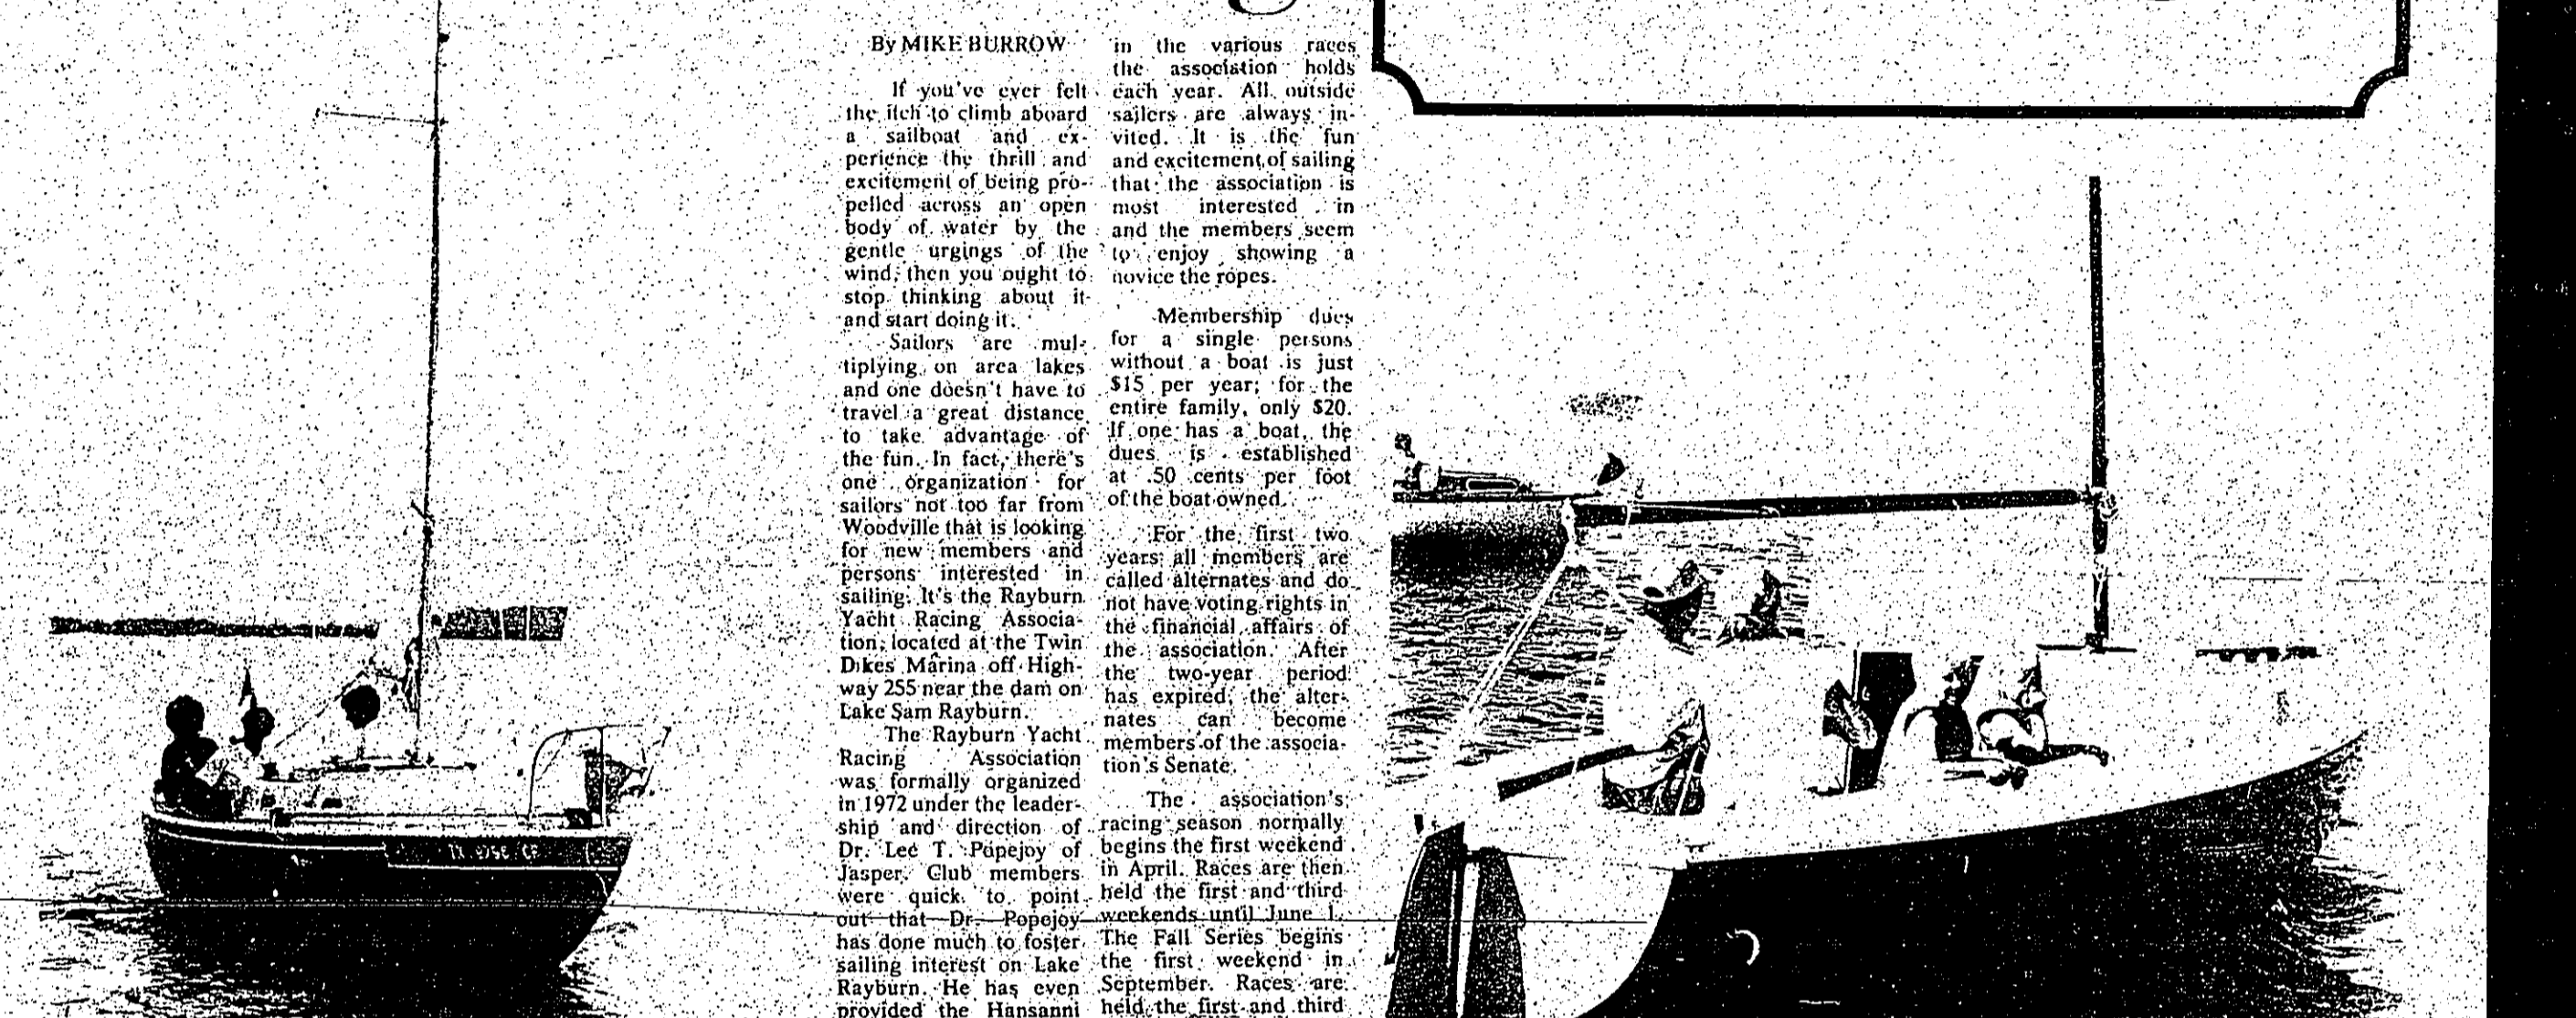 By MIKE BURROW
If you've ever felt
the itch to climb aboard
a sailboat and ex-
perience the thrill and
excitement of being pro-
pelled across an open
body of water by the
gentle urgings of the
wind, then you ought to
stop thinking about it
and start doing it.
Sailors are mul-
tiplying on area lakes
and one doesn't have to
travel a great distance
to take advantage of
the fun. In fact, there's
one organization for
sailors not too far from
Woodville that is looking
for new members and
persons interested in
sailing. It's the Rayburn
Yacht Racing Associa-
tion, located at the Twin
Dikes Marina off High-
way 255 near the dam on
Lake Sam Rayburn.
The Rayburn Yacht
Racing Association
was formally organized
in 1972 under the leader-
ship and direction of
Dr. Lee T. Popejoy of
Jasper. Club members
were quick to point
out that Dr. Popejoy
has done much to foster
sailing interest on Lake
Rayburn. He has even
provided the Hansanni
in the various races
the association holds
each year. All outside
sailers are always in-
vited. It is the fun
and excitement of sailing
that the association is
most interested in
and the members seem
to enjoy showing a
novice the ropes.
Membership dues
for a single persons
without a boat is just
$15 per year; for the
entire family, only $20.
If one has a boat, the
dues is established
at .50 cents per foot
of the boat owned.
For the first two
years all members are
called alternates and do
not have voting rights in
the financial affairs of
the association. After
the two-year period
has expired, the alter-
nates can become
members of the associa-
tion's Senate.
The association's
racing season normally
begins the first weekend
in April. Races are then
held the first and third
weekends until June 1.
The Fall Series begins
the first weekend in
September. Races are
held the first and third